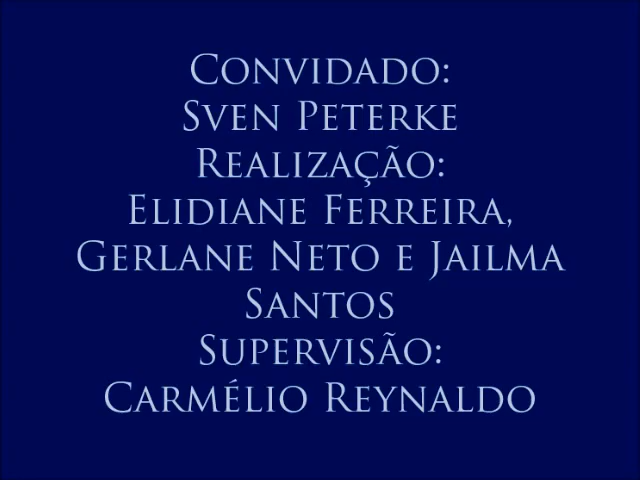 Convidado:
Sven Peterke
Realização:
Elidiane Ferreira,
Gerlane Neto e Jailma
Santos
Supervisão:
Carmélio Reynaldo